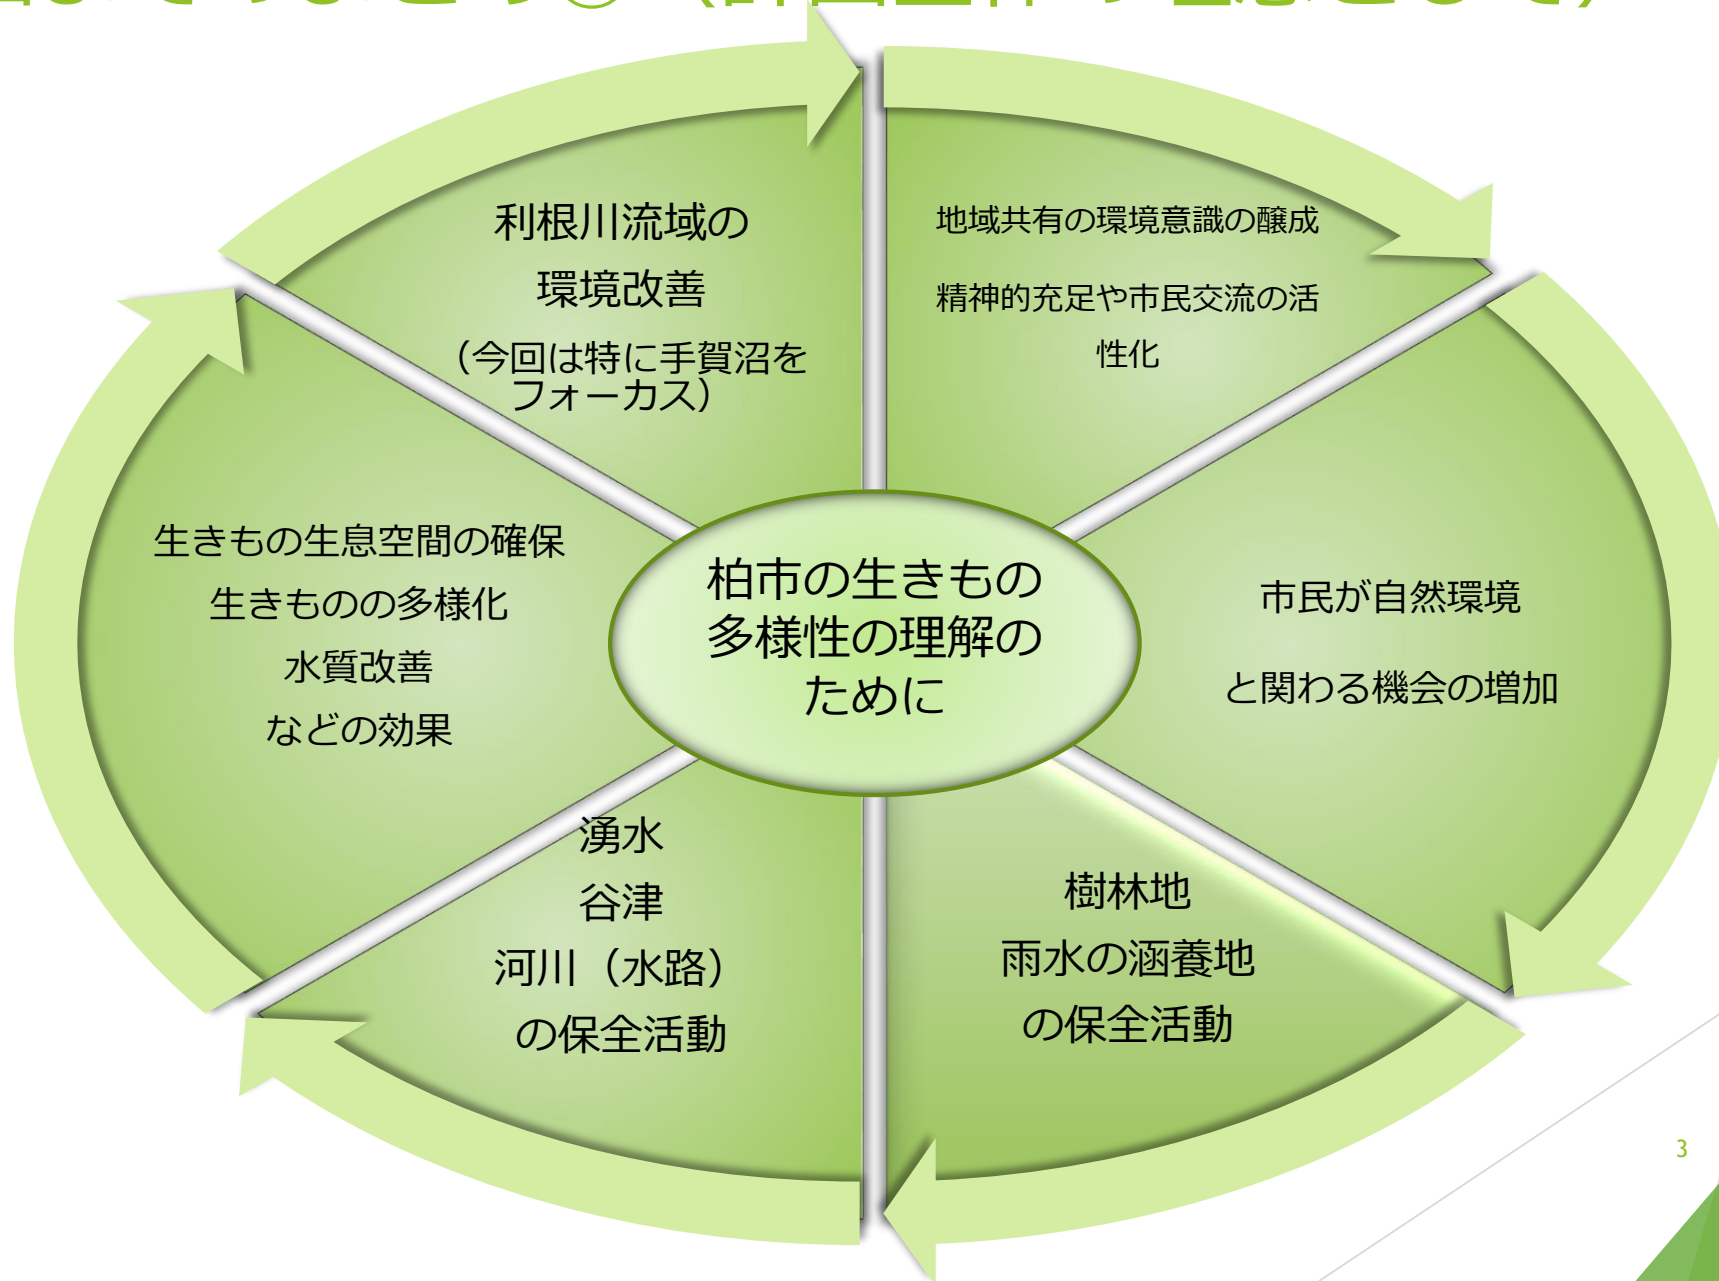 利根川流域の
環境改善
（今回は特に手賀沼を
フォーカス）
地域共有の環境意識の醸成
精神的充足や市民交流の活
性化
市民が自然環境
と関わる機会の増加
樹林地
雨水の涵養地
の保全活動
湧水
谷津
河川（水路）
の保全活動
生きもの生息空間の確保
生きものの多様化
水質改善
などの効果
柏市の生きもの
多様性の理解の
ために
3